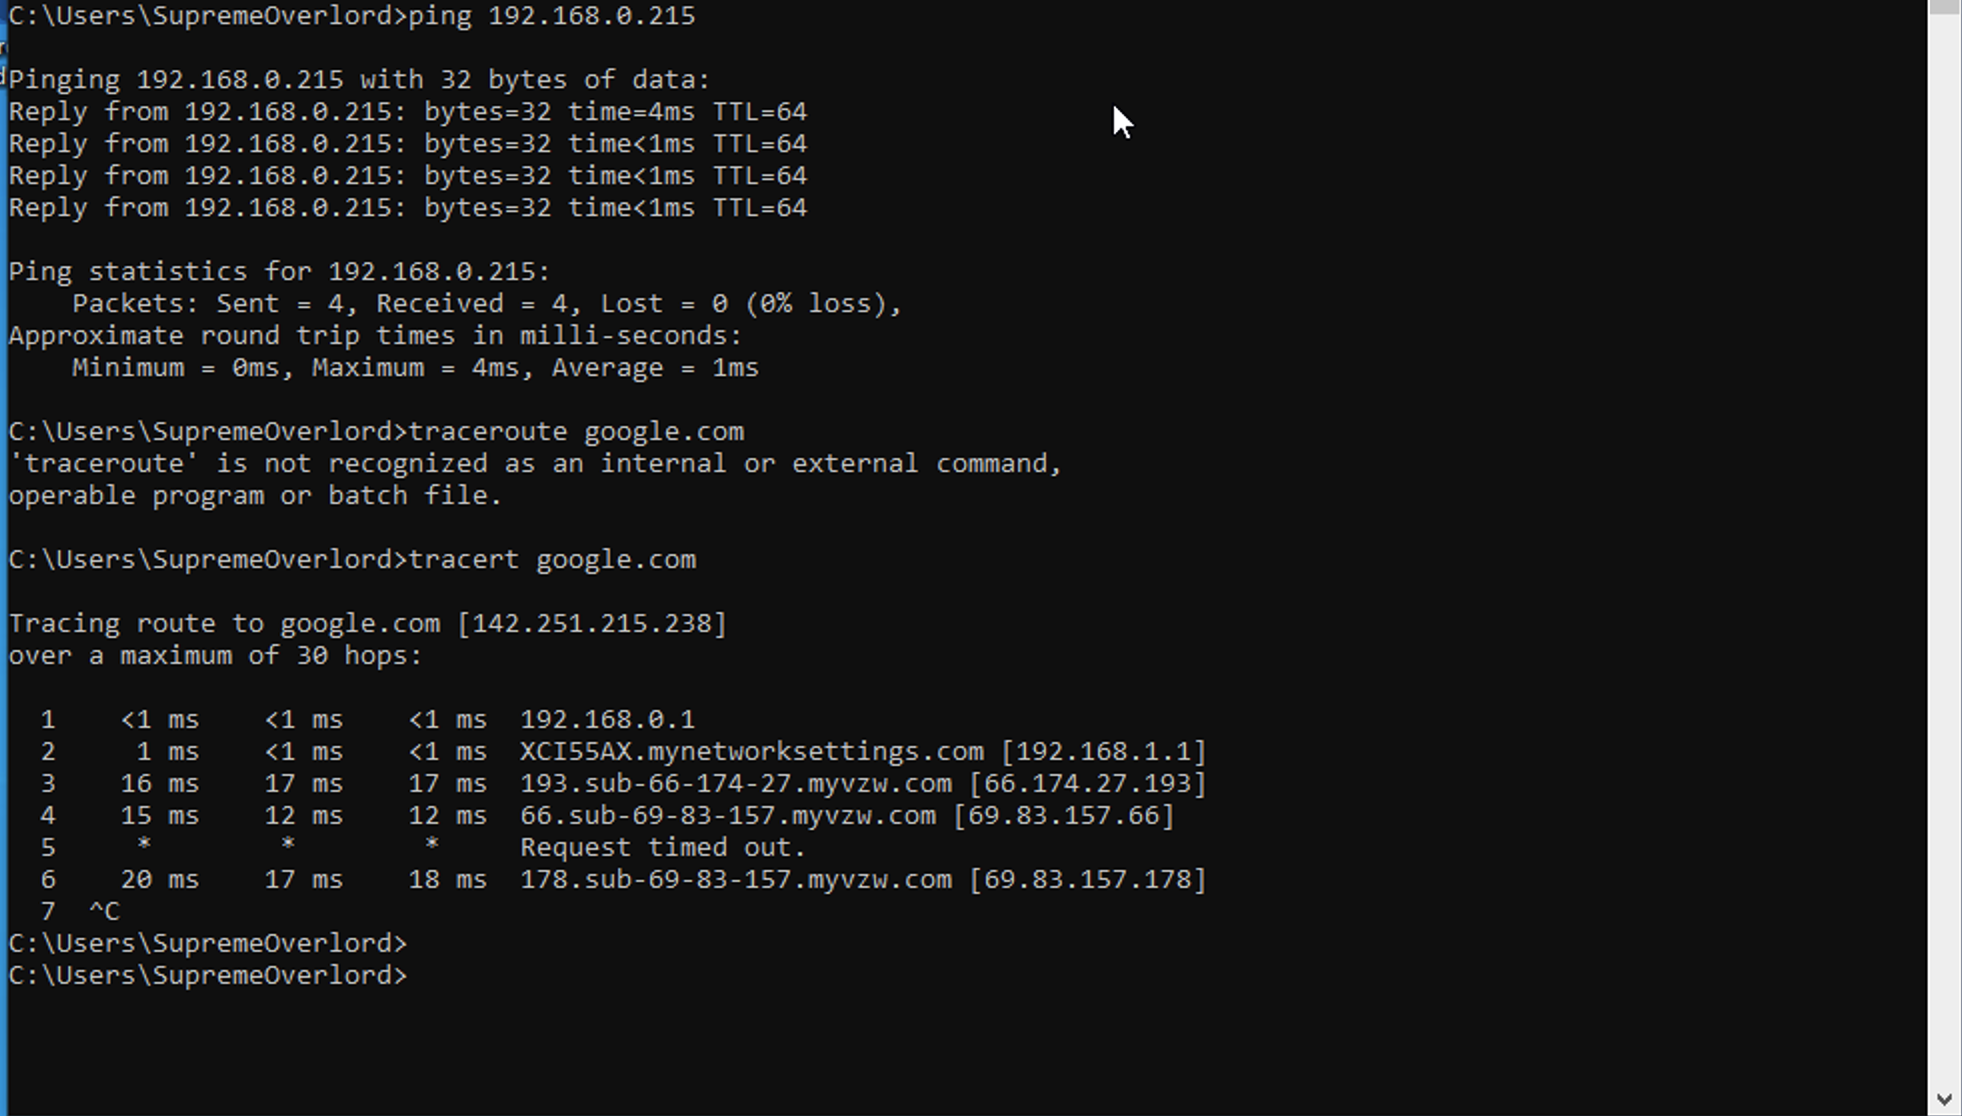 C:\Users\SupremeOverlord>ping 192.168.0.215
Pinging 192.168.0.215 with 32 bytes of data:
Reply from 192.168.0.215: bytes=32 time=4ms TTL=64
Reply from 192.168.0.215: bytes=32 time<1ms TTL=64
Reply from 192.168.0.215: bytes=32 time<1ms TTL=64
Reply from 192.168.0.215: bytes=32 time<1ms TTL=64
Ping statistics for 192.168.0.215:
    Packets: Sent = 4, Received = 4, Lost = 0 (0% loss),
Approximate round trip times in milli-seconds:
    Minimum = 0ms, Maximum = 4ms, Average = 1ms
C:\Users\SupremeOverlord>traceroute google.com
'traceroute' is not recognized as an internal or external command,
operable program or batch file.
C:\Users\SupremeOverlord>tracert google.com
Tracing route to google.com [142.251.215.238]
over a maximum of 30 hops:
  1    <1 ms    <1 ms    <1 ms  192.168.0.1
  2     1 ms    <1 ms    <1 ms  XCI55AX.mynetworksettings.com [192.168.1.1]
  3    16 ms    17 ms    17 ms  193.sub-66-174-27.myvzw.com [66.174.27.193]
  4    15 ms    12 ms    12 ms  66.sub-69-83-157.myvzw.com [69.83.157.66]
  5     *        *        *     Request timed out.
  6    20 ms    17 ms    18 ms  178.sub-69-83-157.myvzw.com [69.83.157.178]
  7  ^C
C:\Users\SupremeOverlord>
C:\Users\SupremeOverlord>